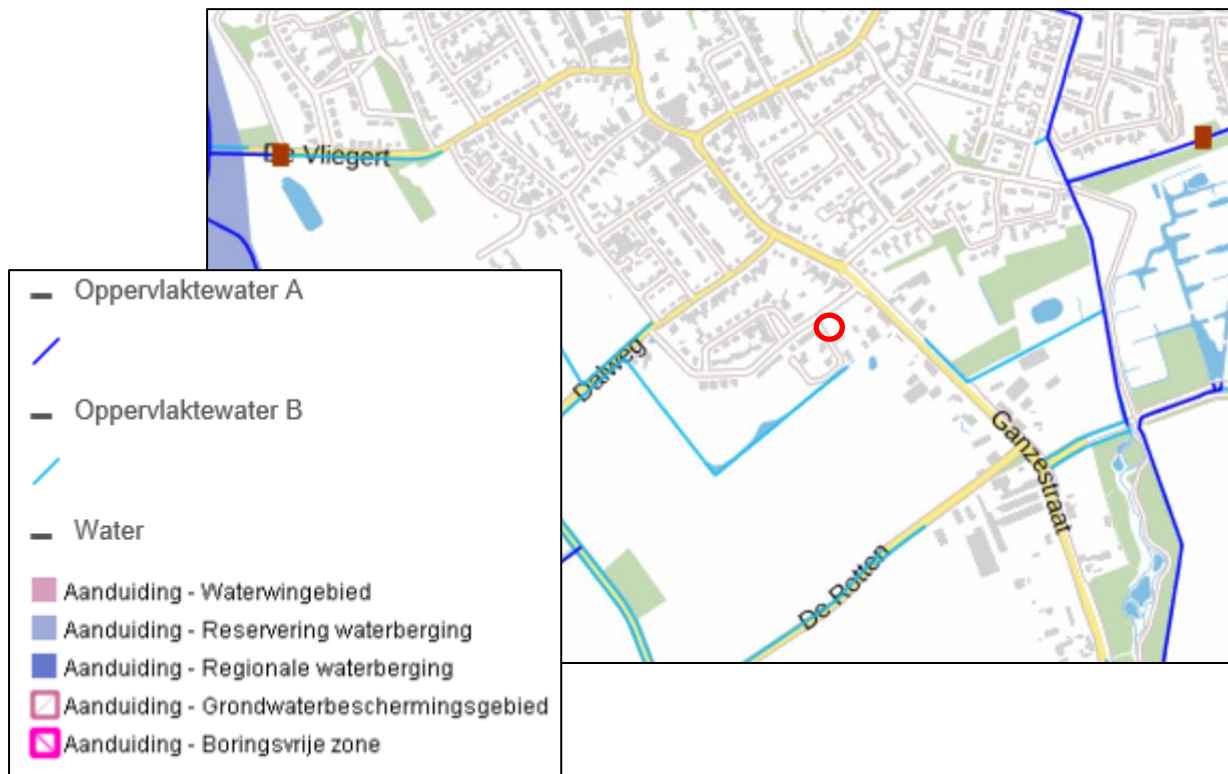 De Vliegert
Dalweg
Ganzestraat
De Rotten
Oppervlaktewater A
Oppervlaktewater B
Water
Aanduiding - Waterwingebied
Aanduiding - Reservering waterberging
Aanduiding - Regionale waterberging
Aanduiding - Grondwaterbeschermingsgebied
Aanduiding - Boringsvrije zone